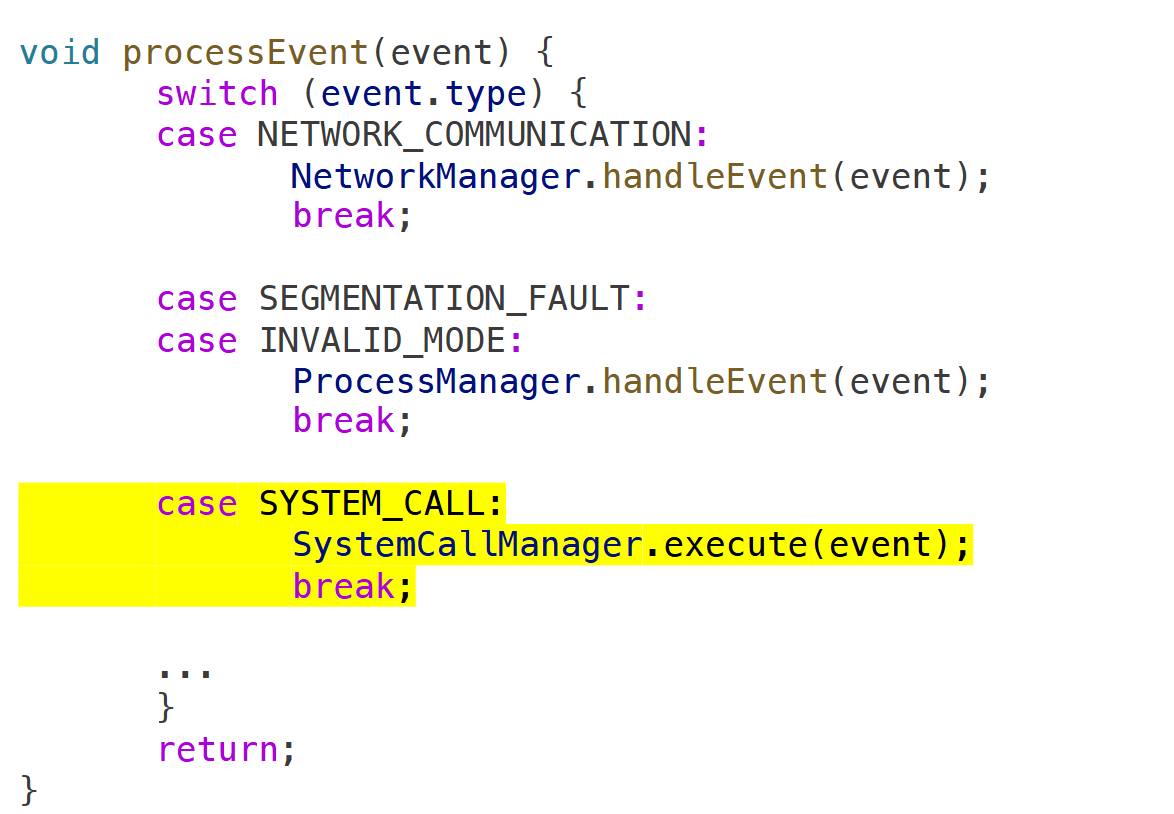 void processEvent(event) {
switch (event.type) {
case NETWORK_COMMUNICATION:
NetworkManager.handleEvent(event);
break;
case SEGMENTATION_FAULT:
case INVALID_MODE:
ProcessManager.handleEvent(event);
break;
case SYSTEM_CALL:
SystemCallManager.execute(event);
break;
...
}
return;
}